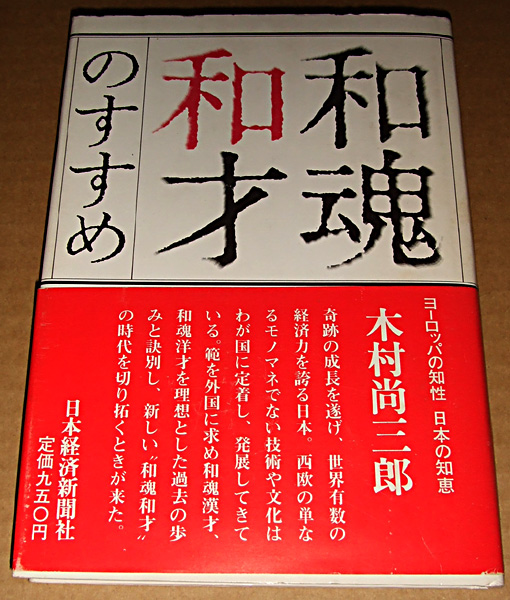 和魂
和才
のすすめ
ヨーロッパの知性 日本の知恵
木村尚三郎
奇跡の成長を遂げ、世界有数の
経済力を誇る日本。西欧の単な
るモノマネでない技術や文化は
わが国に定着し、発展してきて
いる。範を外国に求め和魂漢才、
和魂洋才を理想とした過去の歩
みと訣別し、新しい〝和魂和才〟
の時代を切り拓くときが来た。
日本経済新聞社
定価九五〇円